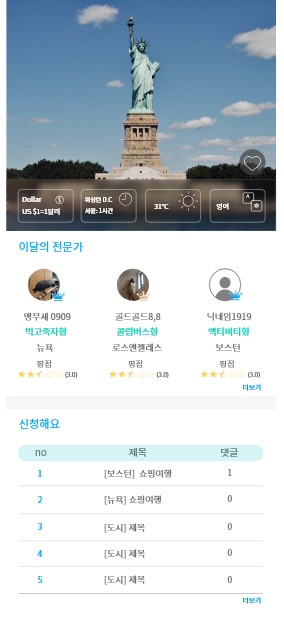 Dollar
US $1=1달러
워싱턴 D.C
시월: 1시간
31℃
영어
A
이달의 전문가
앵무새 0909
먹고죽자형
뉴욕
평점
(3.0)
골드골드8,8
콜럼버스형
로스앤젤레스
평점
(3.0)
닉네임1919
액티비티형
보스턴
평점
(3.0)
더보기
신청해요
no 제목 댓글
1 [보스턴] 쇼핑여행 1
2 [뉴욕] 쇼핑여행 0
3 [도시] 제목 0
4 [도시] 제목 0
5 [도시] 제목 0
더보기